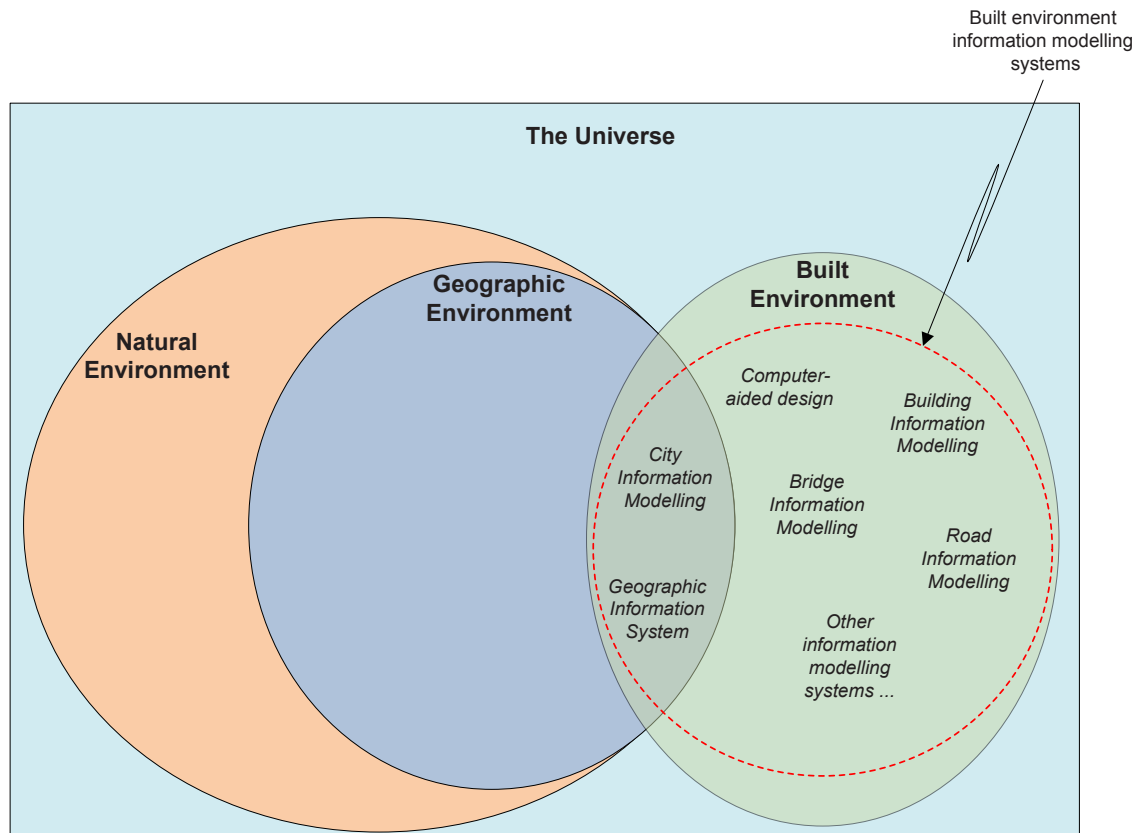 Built environment
information modelling
systems
The Universe
Natural
Environment
Geographic
Environment
Built
Environment
Computer-
aided design
Building
Information
Modelling
City
Information
Modelling
Bridge
Information
Modelling
Road
Information
Modelling
Geographic
Information
System
Other
information
modelling
systems ...